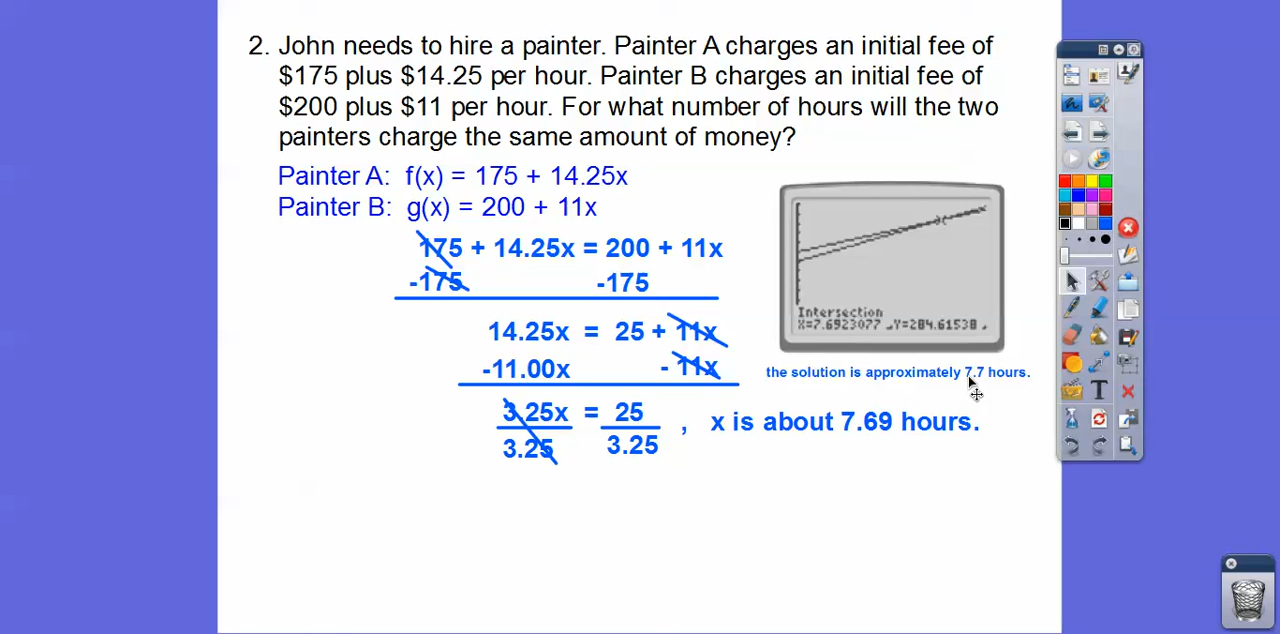 2. John needs to hire a painter. Painter A charges an initial fee of
$175 plus $14.25 per hour. Painter B charges an initial fee of
$200 plus $11 per hour. For what number of hours will the two
painters charge the same amount of money?
Painter A: f(x) = 175 + 14.25x
Painter B: g(x) = 200 + 11x
175 + 14.25x = 200 + 11x
-175 -175
14.25x = 25 + 11x
-11.00x - 11x
3.25x = 25
3.25 3.25
, x is about 7.69 hours.
Intersection
X=7.6923077 Y=284.61538
the solution is approximately 7.7 hours.
T